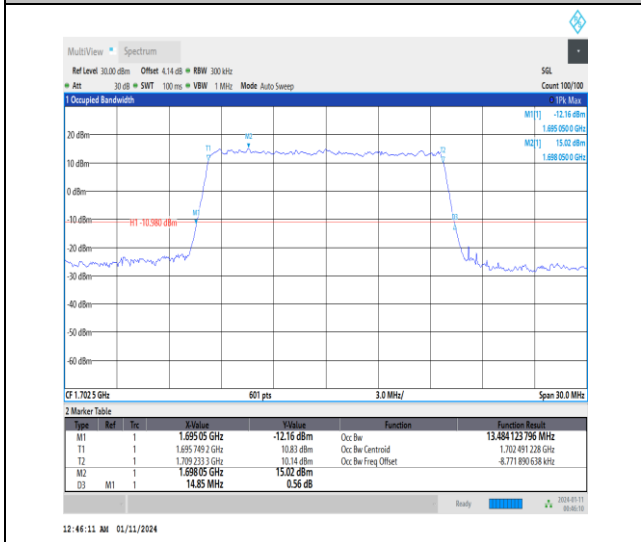 MultiView Spectrum
Ref Level 30.00 dBm Offset 4.14 dB RBW 300 kHz SGL
Att 30 dB SWT 100 ms VBW 1 MHz Mode Auto Sweep Count 100/100
1 Occupied Bandwidth 1Pk Max
M1[1] -12.16 dBm
1.695 050 0 GHz
M2[1] 15.02 dBm
1.698 050 0 GHz
20 dBm
M2
T1
T2
10 dBm
0 dBm
M1
D3
-10 dBm
H1 -10.980 dBm
-20 dBm
-30 dBm
-40 dBm
-50 dBm
-60 dBm
CF 1.702 5 GHz 601 pts 3.0 MHz/ Span 30.0 MHz
2 Marker Table
Type Ref Trc X-Value Y-Value Function Function Result
M1 1 1.695 05 GHz -12.16 dBm Occ Bw 13.484 123 796 MHz
T1 1 1.695 749 2 GHz 10.83 dBm Occ Bw Centroid 1.702 491 228 GHz
T2 1 1.709 233 3 GHz 10.14 dBm Occ Bw Freq Offset -8.771 890 638 kHz
M2 1 1.698 05 GHz 15.02 dBm
D3 M1 1 14.85 MHz 0.56 dB
Ready 2024-01-11
00:46:10
12:46:11 AM 01/11/2024